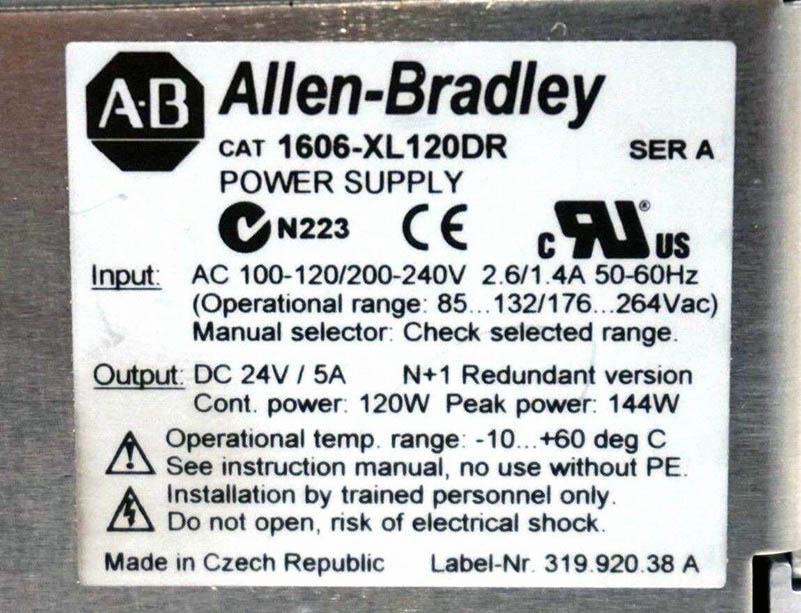 A-B Allen-Bradley
CAT 1606-XL120DR SER A
POWER SUPPLY
N223 CE c RU® US
Input: AC 100-120/200-240V 2.6/1.4A 50-60Hz
(Operational range: 85...132/176...264Vac)
Manual selector: Check selected range.
Output: DC 24V / 5A N+1 Redundant version
Cont. power: 120W Peak power: 144W
Operational temp. range: -10...+60 deg C
See instruction manual, no use without PE.
Installation by trained personnel only.
Do not open, risk of electrical shock.
Made in Czech Republic Label-Nr. 319.920.38 A